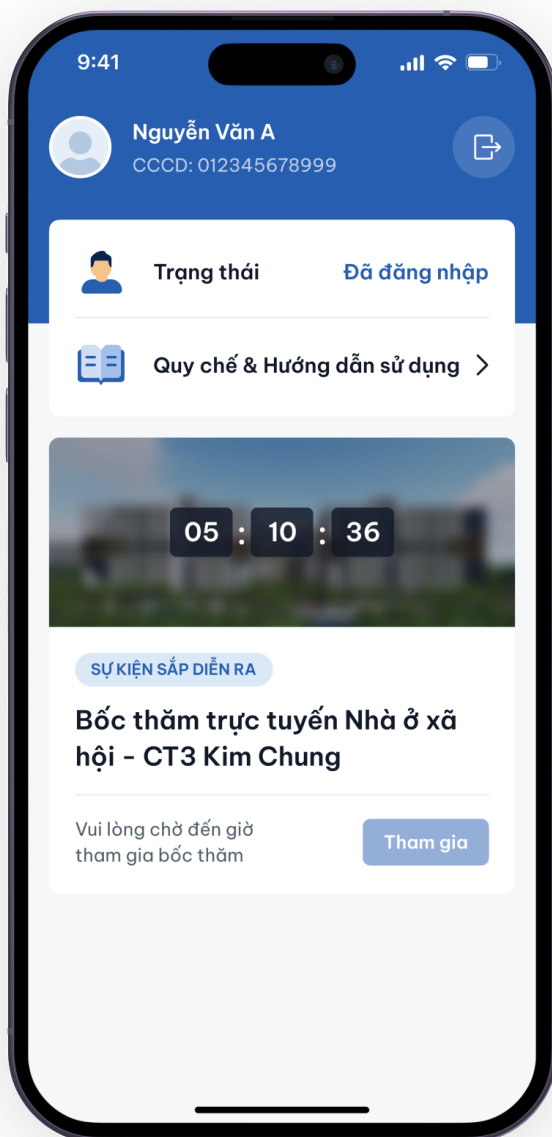 9:41
Nguyễn Văn A
CCCD: 012345678999
Trạng thái
Đã đăng nhập
Quy chế & Hướng dẫn sử dụng
05 : 10 : 36
SỰ KIỆN SẮP DIỄN RA
Bốc thăm trực tuyến Nhà ở xã
hội - CT3 Kim Chung
Vui lòng chờ đến giờ
tham gia bốc thăm
Tham gia